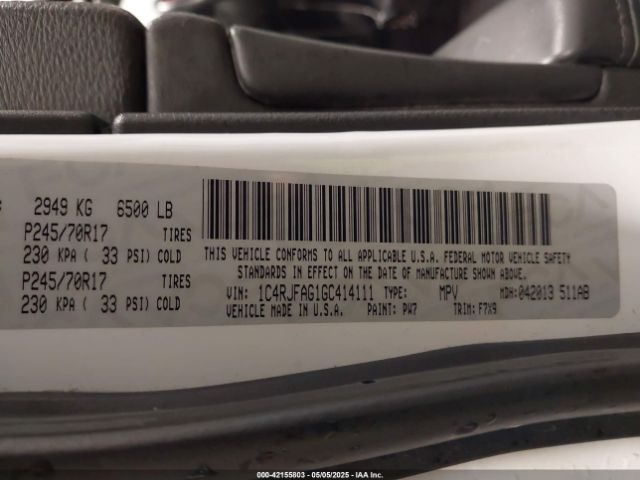 2949 KG 6500 LB
P245/70R17 TIRES
230 KPA ( 33 PSI) COLD
P245/70R17 TIRES
230 KPA ( 33 PSI) COLD
THIS VEHICLE CONFORMS TO ALL APPLICABLE U.S.A. FEDERAL MOTOR VEHICLE SAFETY
STANDARDS IN EFFECT ON THE DATE OF MANUFACTURE SHOWN ABOVE.
VIN: 1C4RJFAG1GC414111 TYPE: MPV MDH: 042013 511AB
VEHICLE MADE IN U.S.A. PAINT: PW7 TRIM: F7X9
000-42155803 - 05/05/2025 - IAA Inc.